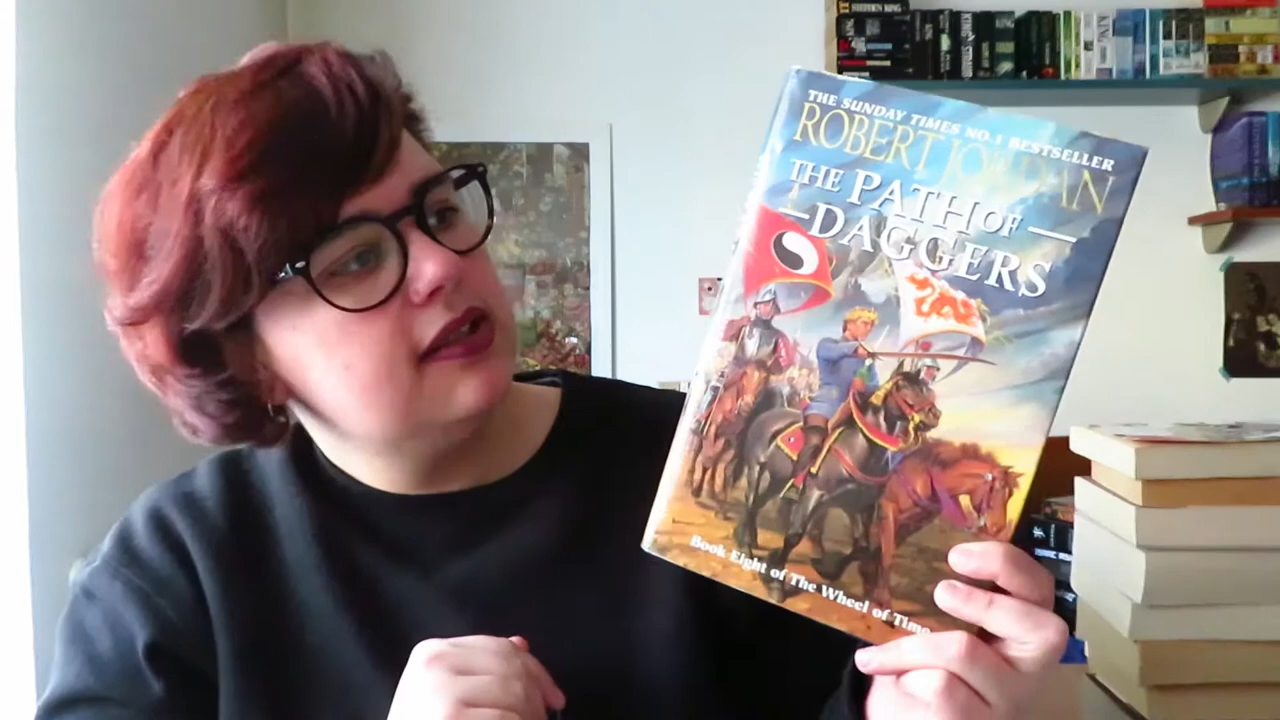 THE SUNDAY TIMES NO.1 BESTSELLER
ROBERT JORDAN
THE PATH OF
DAGGERS
Book Eight of The Wheel of Time
STEPHEN KING
KING